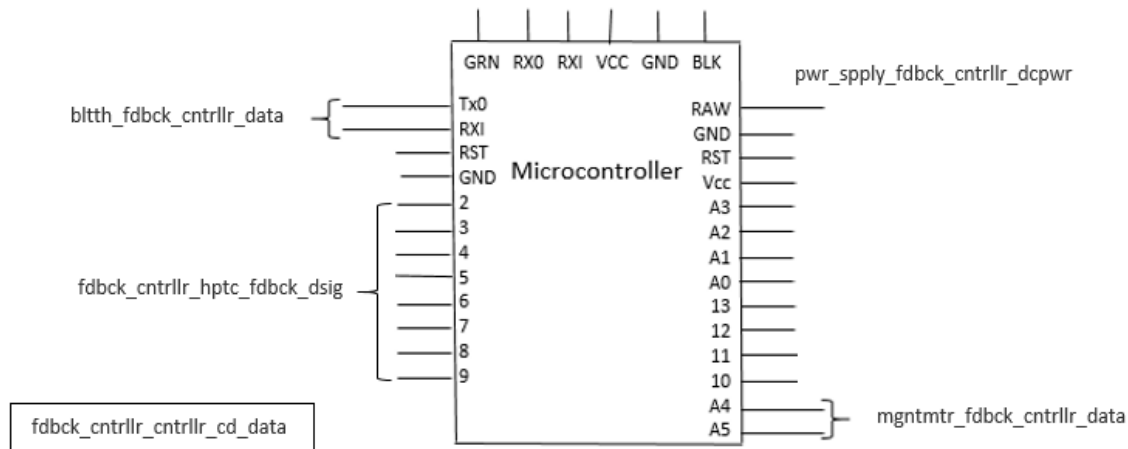 GRN RX0 RXI VCC GND BLK
pwr_spply_fdbck_cntrllr_dcpwr
bltth_fdbck_cntrllr_data
Tx0
RXI
RST
GND
2
3
4
5
6
7
8
9
Microcontroller
RAW
GND
RST
Vcc
A3
A2
A1
A0
13
12
11
10
A4
A5
fdbck_cntrllr_hptc_fdbck_dsig
fdbck_cntrllr_cntrllr_cd_data
mgntmtr_fdbck_cntrllr_data